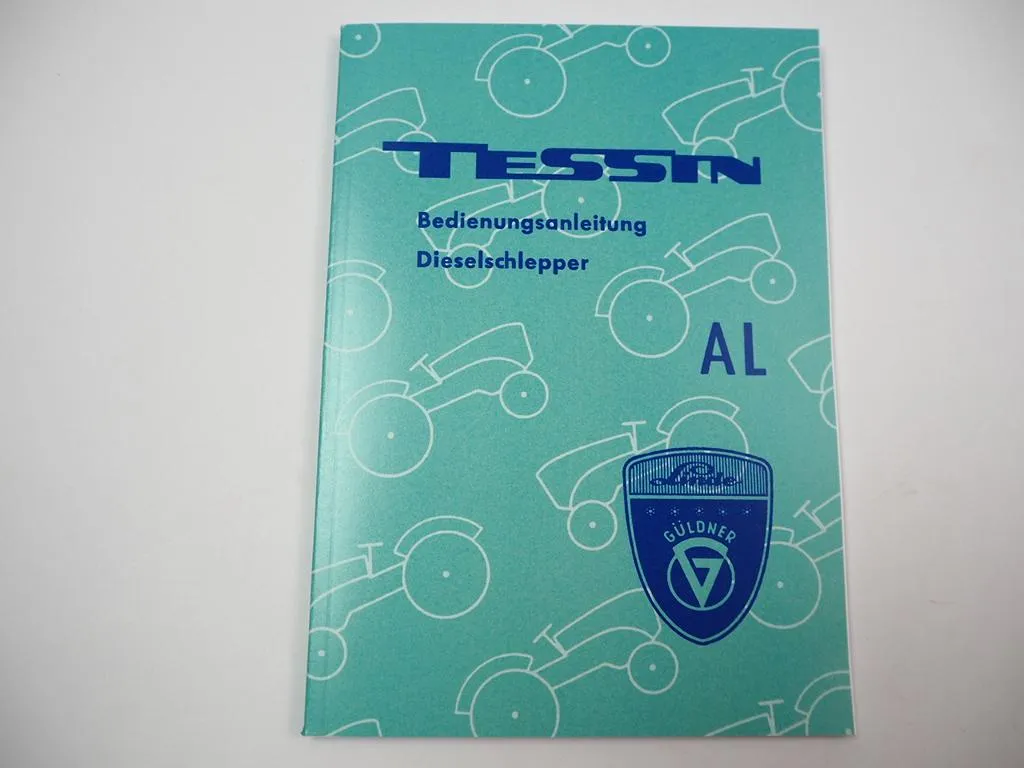 TESSIN
Bedienungsanleitung
Dieselschlepper
AL
Linde
GÜLDNER